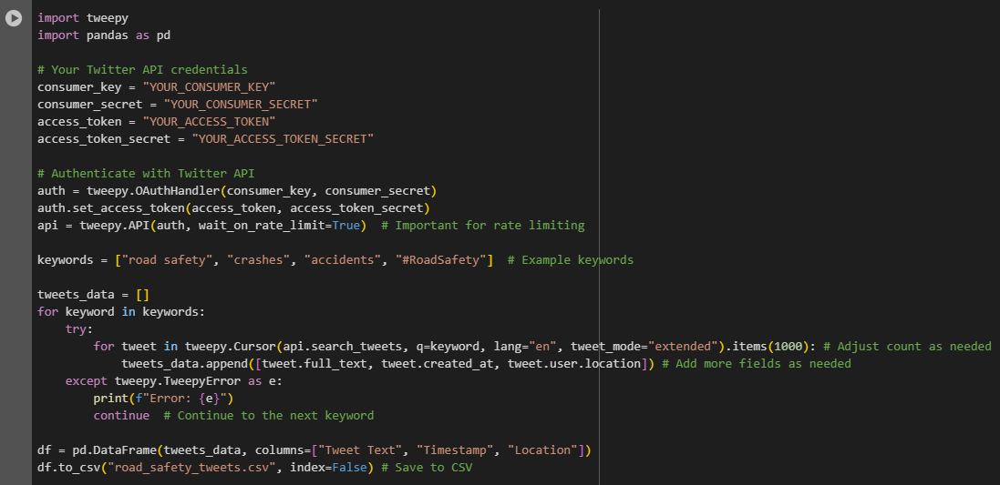 import tweepy
import pandas as pd
# Your Twitter API credentials
consumer_key = "YOUR_CONSUMER_KEY"
consumer_secret = "YOUR_CONSUMER_SECRET"
access_token = "YOUR_ACCESS_TOKEN"
access_token_secret = "YOUR_ACCESS_TOKEN_SECRET"
# Authenticate with Twitter API
auth = tweepy.OAuthHandler(consumer_key, consumer_secret)
auth.set_access_token(access_token, access_token_secret)
api = tweepy.API(auth, wait_on_rate_limit=True)  # Important for rate limiting
keywords = ["road safety", "crashes", "accidents", "#RoadSafety"]  # Example keywords
tweets_data = []
for keyword in keywords:
    try:
        for tweet in tweepy.Cursor(api.search_tweets, q=keyword, lang="en", tweet_mode="extended").items(1000): # Adjust count as needed
            tweets_data.append([tweet.full_text, tweet.created_at, tweet.user.location]) # Add more fields as needed
    except tweepy.TweepyError as e:
        print(f"Error: {e}")
        continue  # Continue to the next keyword
df = pd.DataFrame(tweets_data, columns=["Tweet Text", "Timestamp", "Location"])
df.to_csv("road_safety_tweets.csv", index=False) # Save to CSV